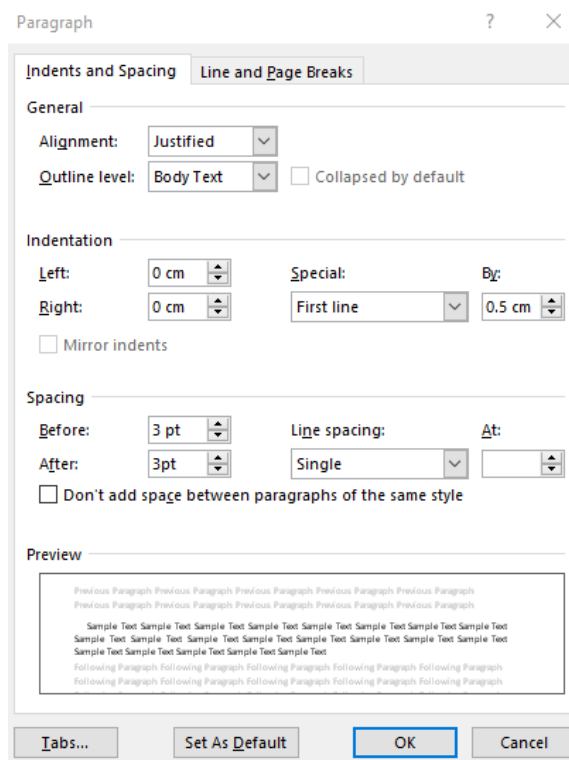 Paragraph ? ×
Indents and Spacing Line and Page Breaks
General
Alignment: Justified
Outline level: Body Text Collapsed by default
Indentation
Left: 0 cm Special: By:
Right: 0 cm First line 0.5 cm
Mirror indents
Spacing
Before: 3 pt Line spacing: At:
After: 3pt Single
Don't add space between paragraphs of the same style
Preview
Previous Paragraph Previous Paragraph Previous Paragraph Previous Paragraph Previous Paragraph
Previous Paragraph Previous Paragraph Previous Paragraph Previous Paragraph Previous Paragraph
Sample Text Sample Text Sample Text Sample Text Sample Text Sample Text Sample Text Sample Text
Sample Text Sample Text Sample Text Sample Text Sample Text Sample Text Sample Text Sample Text
Sample Text Sample Text Sample Text Sample Text Sample Text
Following Paragraph Following Paragraph Following Paragraph Following Paragraph Following Paragraph
Following Paragraph Following Paragraph Following Paragraph Following Paragraph Following Paragraph
Tabs... Set As Default OK Cancel